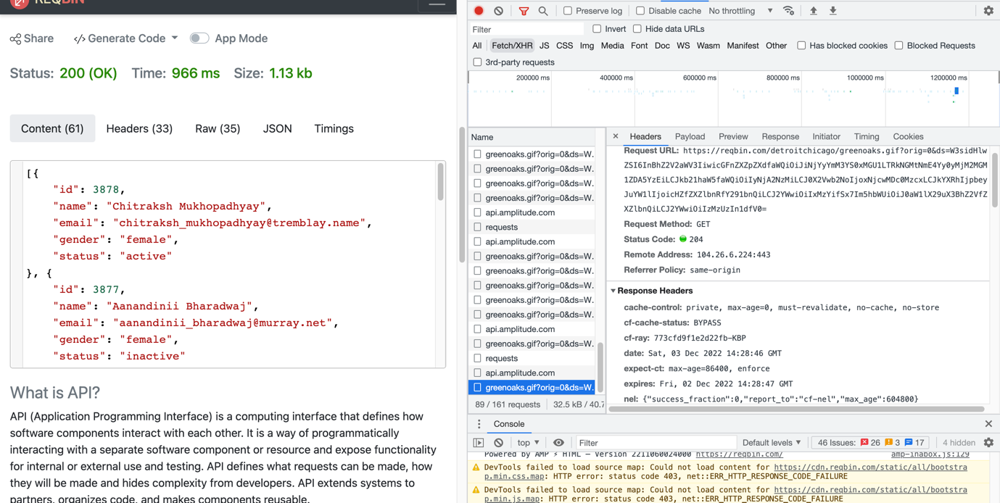 REQBIN
Share
</> Generate Code
App Mode
Status: 200 (OK) Time: 966 ms Size: 1.13 kb
Content (61) Headers (33) Raw (35) JSON Timings
[{
"id": 3878,
"name": "Chitraksh Mukhopadhyay",
"email": "chitraksh_mukhopadhyay@tremblay.name",
"gender": "female",
"status": "active"
}, {
"id": 3877,
"name": "Aanandinii Bharadwaj",
"email": "aanandinii_bharadwaj@murray.net",
"gender": "female",
"status": "inactive"
What is API?
API (Application Programming Interface) is a computing interface that defines how
software components interact with each other. It is a way of programmatically
interacting with a separate software component or resource and expose functionality
for internal or external use and testing. API defines what requests can be made, how
they will be made and hides complexity from developers. API extends systems to
partners, organizes code, and makes components reusable.
Preserve log Disable cache No throttling
Filter Invert Hide data URLs
All Fetch/XHR JS CSS Img Media Font Doc WS Wasm Manifest Other Has blocked cookies Blocked Requests
3rd-party requests
200000 ms 400000 ms 600000 ms 800000 ms 1000000 ms 1200000 ms
Name
greenoaks.gif?orig=0&ds=W.
greenoaks.gif?orig=0&ds=W.
greenoaks.gif?orig=0&ds=W.
greenoaks.gif?orig=0&ds=W.
api.amplitude.com
requests
api.amplitude.com
greenoaks.gif?orig=0&ds=W.
greenoaks.gif?orig=0&ds=W.
greenoaks.gif?orig=0&ds=W.
greenoaks.gif?orig=0&ds=W.
greenoaks.gif?orig=0&ds=W.
api.amplitude.com
greenoaks.gif?orig=0&ds=W.
requests
api.amplitude.com
greenoaks.gif?orig=0&ds=W.
89 / 161 requests 32.5 kB / 40.7
Headers Payload Preview Response Initiator Timing Cookies
Request URL: https://reqbin.com/detroitchicago/greenoaks.gif?orig=0&ds=W3sidHlw
ZSI6InBhZ2V2aWV3IiwicGFnZXZpZXdfaWQiOiJiNjYyYmM3YS0xMGU1LTRkNGMtNmE4Yy0yMjM2MGM
1ZDA5YzEiLCJkb21haW5faWQiOiIyNjA2NzMiLCJ0X2Vwb2NoIjoxNjcwMDc0MzcxLCJkYXRhIjpbey
JuYW1lIjoicHZfZXZlbnRfY291bnQiLCJ2YWwiOiIxMzYifSx7Im5hbWUiOiJ0aW1lX29uX3BhZ2VfZ
XZlbnQiLCJ2YWwiOiIzMzUzIn1dfV0=
Request Method: GET
Status Code: 204
Remote Address: 104.26.6.224:443
Referrer Policy: same-origin
Response Headers
cache-control: private, max-age=0, must-revalidate, no-cache, no-store
cf-cache-status: BYPASS
cf-ray: 773cfd9f1e2d22fb-KBP
date: Sat, 03 Dec 2022 14:28:46 GMT
expect-ct: max-age=86400, enforce
expires: Fri, 02 Dec 2022 14:28:47 GMT
nel: {"success_fraction":0,"report_to":"cf-nel","max_age":604800}
Console
top Filter Default levels 46 Issues: 26 3 17 4 hidden
Powered by AMP ⚡ HTML – Version 2211060024000 https://reqbin.com/ amp-inabox.js:129
DevTools failed to load source map: Could not load content for https://cdn.reqbin.com/static/all/bootstra
p.min.css.map: HTTP error: status code 403, net::ERR_HTTP_RESPONSE_CODE_FAILURE
DevTools failed to load source map: Could not load content for https://cdn.reqbin.com/static/all/bootstra
p.min.js.map: HTTP error: status code 403, net::ERR_HTTP_RESPONSE_CODE_FAILURE